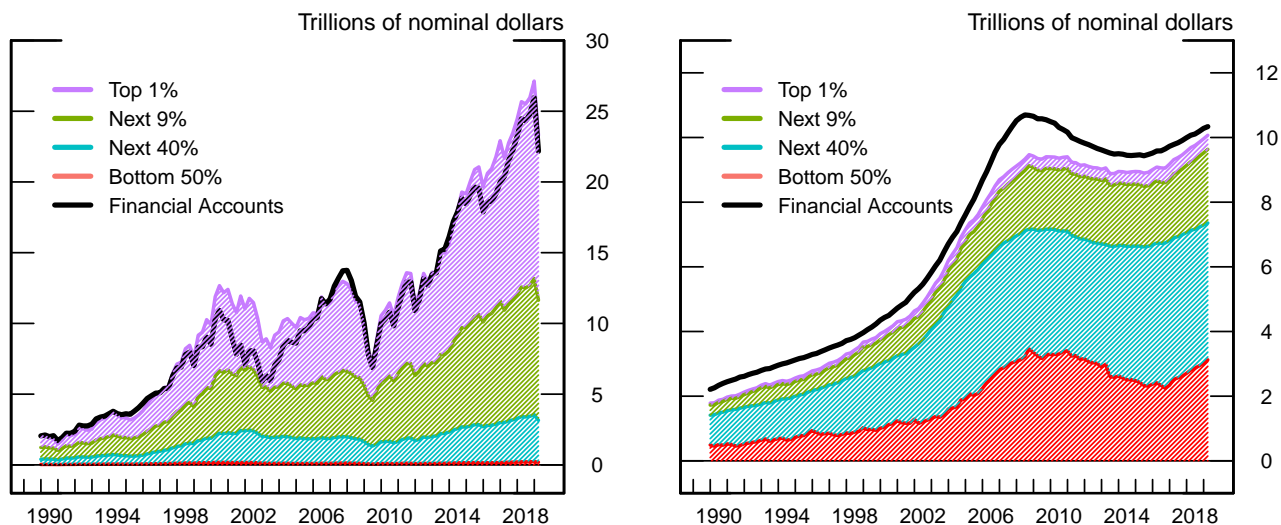 Trillions of nominal dollars
30
25
20
15
10
5
0
Top 1%
Next 9%
Next 40%
Bottom 50%
Financial Accounts
1990 1994 1998 2002 2006 2010 2014 2018
Trillions of nominal dollars
12
10
8
6
4
2
0
Top 1%
Next 9%
Next 40%
Bottom 50%
Financial Accounts
1990 1994 1998 2002 2006 2010 2014 2018